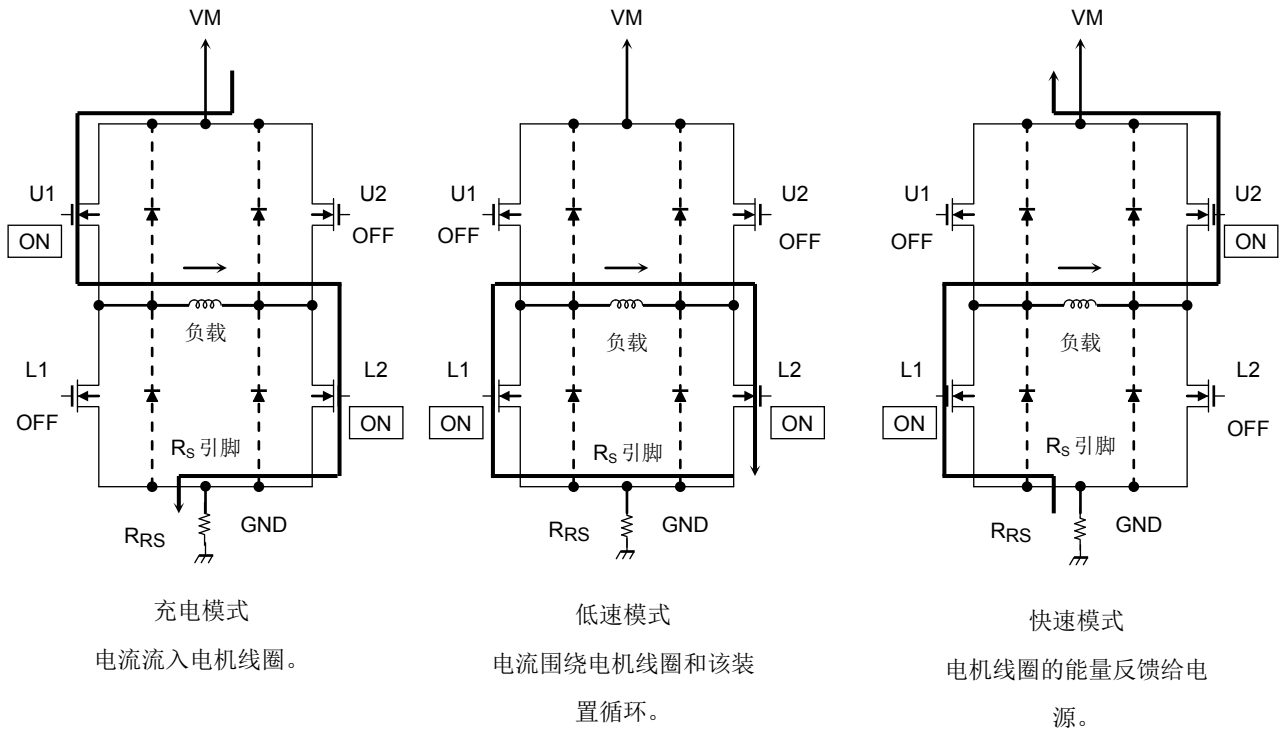 VM
U1
ON
U2
OFF
负载
L1
OFF
L2
ON
RS 引脚
RRS
GND
充电模式
电流流入电机线圈。
VM
U1
OFF
U2
OFF
负载
L1
ON
L2
ON
RS 引脚
RRS
GND
低速模式
电流围绕电机线圈和该装
置循环。
VM
U1
OFF
U2
ON
负载
L1
ON
L2
OFF
RS 引脚
RRS
GND
快速模式
电机线圈的能量反馈给电
源。